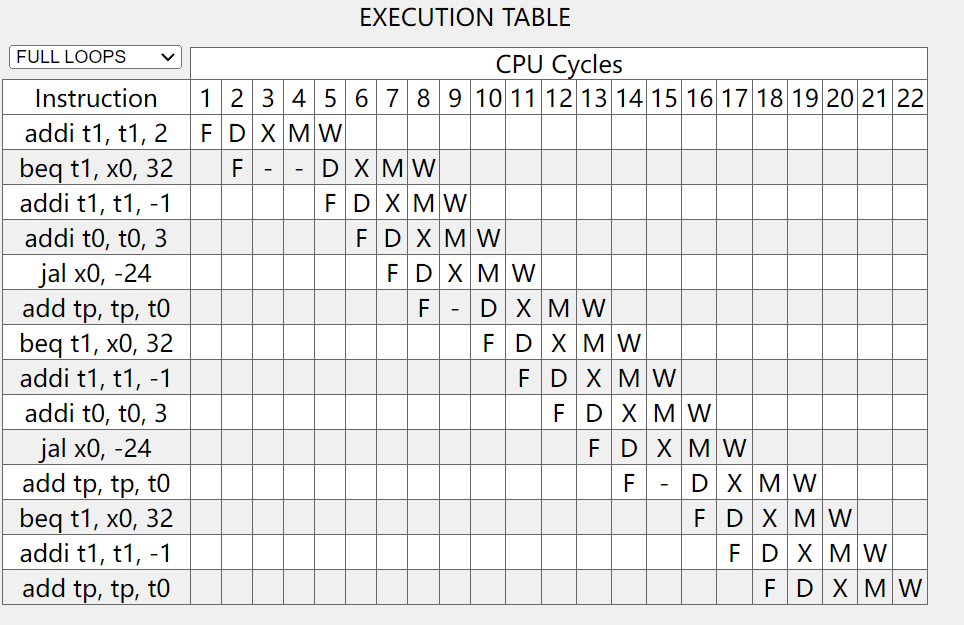 EXECUTION TABLE
FULL LOOPS CPU Cycles
Instruction 1 2 3 4 5 6 7 8 9 10 11 12 13 14 15 16 17 18 19 20 21 22
addi t1, t1, 2 F D X M W
beq t1, x0, 32 F - - D X M W
addi t1, t1, -1 F D X M W
addi t0, t0, 3 F D X M W
jal x0, -24 F D X M W
add tp, tp, t0 F - D X M W
beq t1, x0, 32 F D X M W
addi t1, t1, -1 F D X M W
addi t0, t0, 3 F D X M W
jal x0, -24 F D X M W
add tp, tp, t0 F - D X M W
beq t1, x0, 32 F D X M W
addi t1, t1, -1 F D X M W
add tp, tp, t0 F D X M W